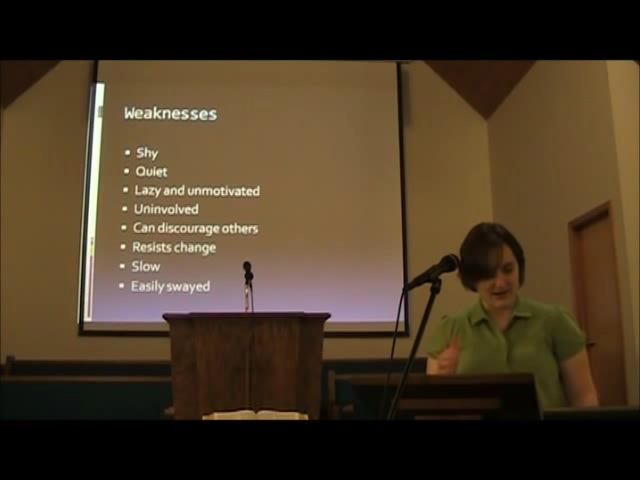 Weaknesses
▪ Shy
▪ Quiet
▪ Lazy and unmotivated
▪ Uninvolved
▪ Can discourage others
▪ Resists change
▪ Slow
▪ Easily swayed